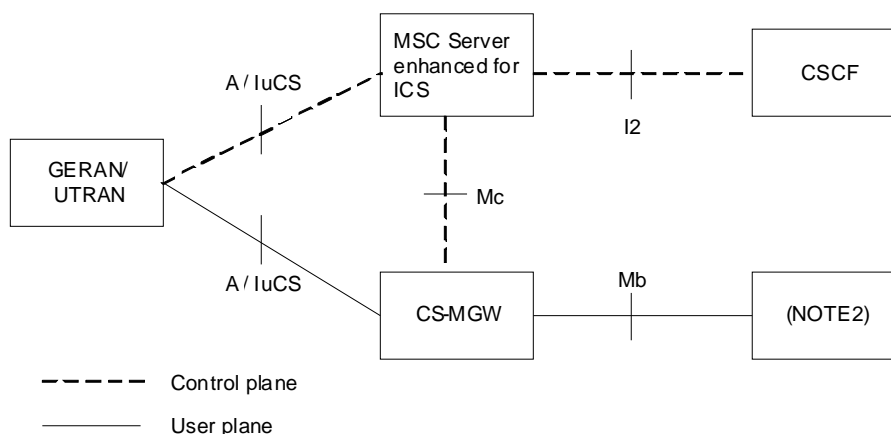 MSC Server
enhanced for
ICS
CSCF
A / IuCS
I2
GERAN/
UTRAN
Mc
A / IuCS
Mb
CS-MGW
(NOTE2)
Control plane
User plane